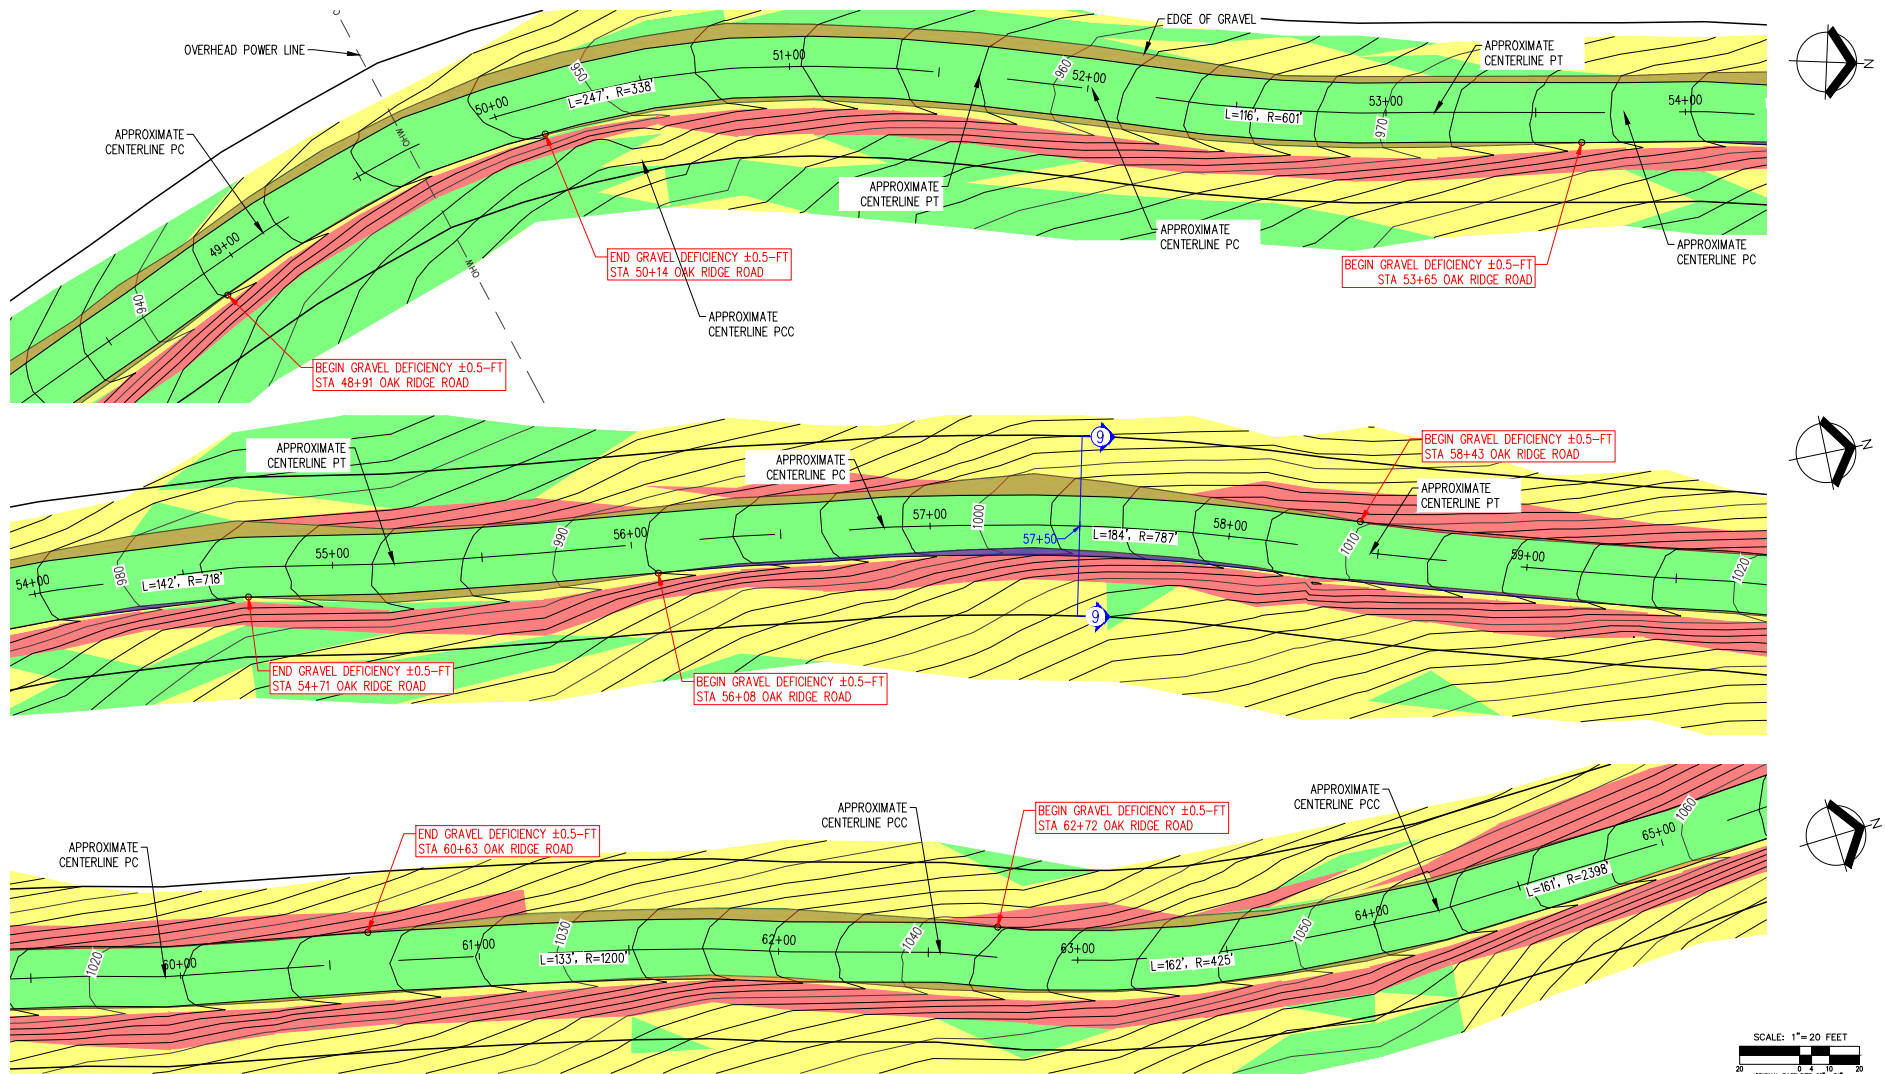 EDGE OF GRAVEL
OVERHEAD POWER LINE
APPROXIMATE
CENTERLINE PT
51+00
950
960
52+00
L=247', R=338'
50+00
53+00
54+00
L=116', R=601'
970
APPROXIMATE
CENTERLINE PC
OHW
APPROXIMATE
CENTERLINE PT
49+00
APPROXIMATE
CENTERLINE PC
APPROXIMATE
CENTERLINE PC
END GRAVEL DEFICIENCY ±0.5-FT
STA 50+14 OAK RIDGE ROAD
BEGIN GRAVEL DEFICIENCY ±0.5-FT
STA 53+65 OAK RIDGE ROAD
OHW
940
APPROXIMATE
CENTERLINE PCC
BEGIN GRAVEL DEFICIENCY ±0.5-FT
STA 48+91 OAK RIDGE ROAD
N
APPROXIMATE
CENTERLINE PT
APPROXIMATE
CENTERLINE PC
9
BEGIN GRAVEL DEFICIENCY ±0.5-FT
STA 58+43 OAK RIDGE ROAD
APPROXIMATE
CENTERLINE PT
N
57+00
1000
58+00
56+00
990
57+50
L=184', R=787'
1010
55+00
59+00
980
L=142', R=718'
54+00
1020
9
END GRAVEL DEFICIENCY ±0.5-FT
STA 54+71 OAK RIDGE ROAD
BEGIN GRAVEL DEFICIENCY ±0.5-FT
STA 56+08 OAK RIDGE ROAD
APPROXIMATE
CENTERLINE PCC
APPROXIMATE
CENTERLINE PCC
BEGIN GRAVEL DEFICIENCY ±0.5-FT
STA 62+72 OAK RIDGE ROAD
1060
65+00
N
END GRAVEL DEFICIENCY ±0.5-FT
STA 60+63 OAK RIDGE ROAD
APPROXIMATE
CENTERLINE PC
L=161', R=2398'
64+00
1050
1030
1040
61+00
62+00
63+00
L=133', R=1200'
L=162', R=425'
1020
60+00
SCALE: 1"=20 FEET
20 0 4 10 20